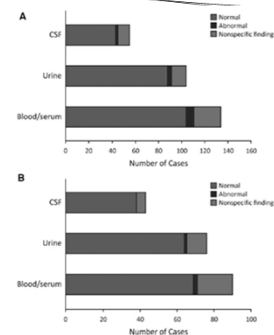 A
Normal
Abnormal
Nonspecific finding
CSF
Urine
Blood/serum
0 20 40 60 80 100 120 140 160
Number of Cases
B
Normal
Abnormal
Nonspecific finding
CSF
Urine
Blood/serum
0 20 40 60 80 100
Number of Cases